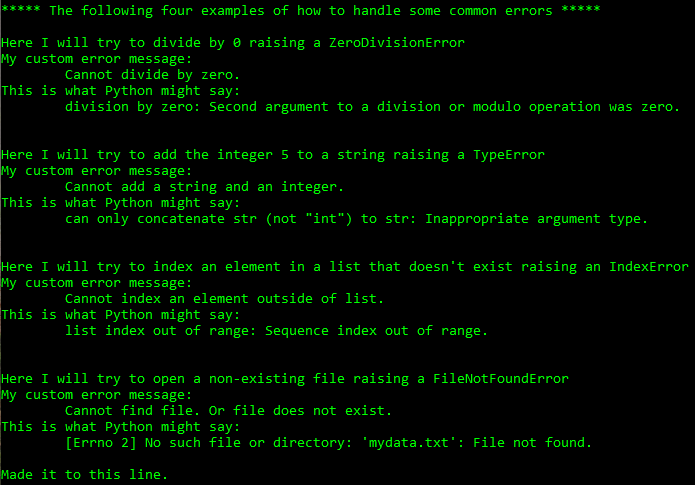 ***** The following four examples of how to handle some common errors *****
Here I will try to divide by 0 raising a ZeroDivisionError
My custom error message:
Cannot divide by zero.
This is what Python might say:
division by zero: Second argument to a division or modulo operation was zero.
Here I will try to add the integer 5 to a string raising a TypeError
My custom error message:
Cannot add a string and an integer.
This is what Python might say:
can only concatenate str (not "int") to str: Inappropriate argument type.
Here I will try to index an element in a list that doesn't exist raising an IndexError
My custom error message:
Cannot index an element outside of list.
This is what Python might say:
list index out of range: Sequence index out of range.
Here I will try to open a non-existing file raising a FileNotFoundError
My custom error message:
Cannot find file. Or file does not exist.
This is what Python might say:
[Errno 2] No such file or directory: 'mydata.txt': File not found.
Made it to this line.